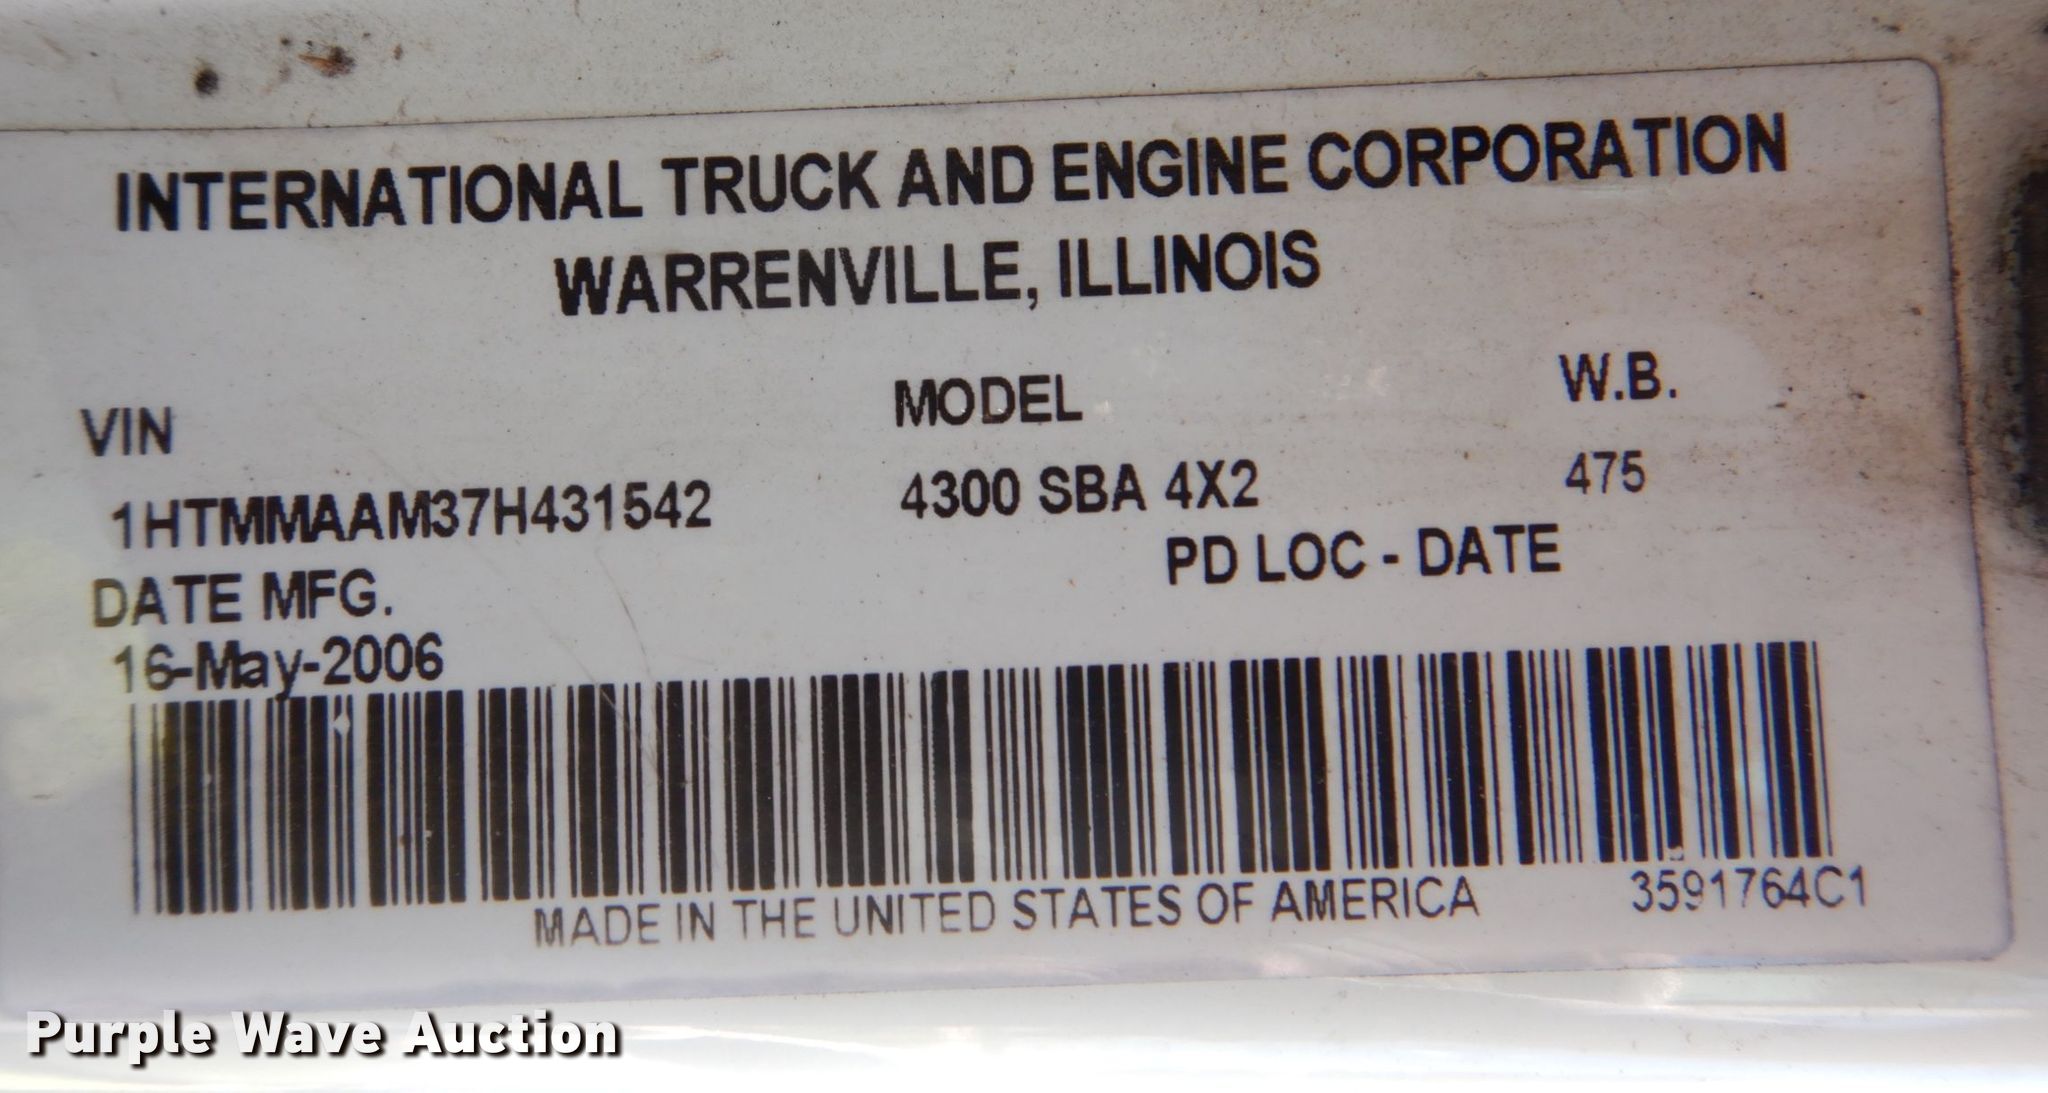 INTERNATIONAL TRUCK AND ENGINE CORPORATION
WARRENVILLE, ILLINOIS
VIN MODEL W.B.
1HTMMAAM37H431542 4300 SBA 4X2 475
DATE MFG. PD LOC - DATE
16-May-2006
MADE IN THE UNITED STATES OF AMERICA 3591764C1
Purple Wave Auction